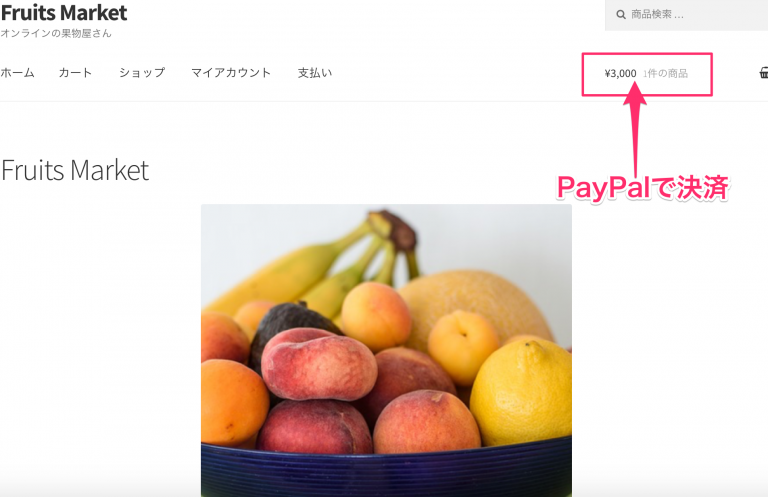 Fruits Market
オンラインの果物屋さん
商品検索 ...
ホーム カート ショップ マイアカウント 支払い
¥3,000 1件の商品
PayPalで決済
Fruits Market